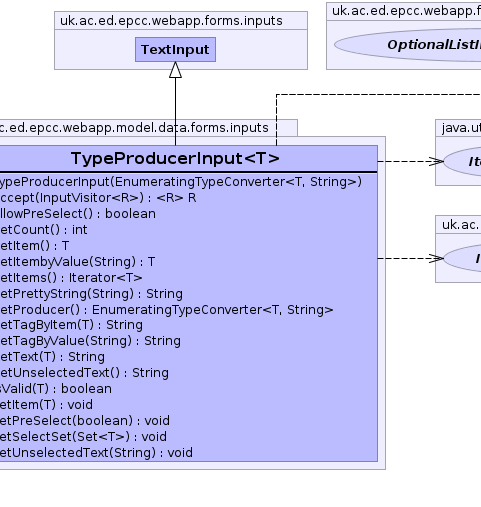 uk.ac.ed.epcc.webapp.forms.inputs
TextInput
uk.ac.ed.epcc.webapp.f
OptionalListI
c.ed.epcc.webapp.model.data.forms.inputs
TypeProducerInput<T>
ypeProducerInput(EnumeratingTypeConverter<T, String>)
ccept(InputVisitor<R>) : <R> R
llowPreSelect() : boolean
etCount() : int
etItem() : T
etItembyValue(String) : T
etItems() : Iterator<T>
etPrettyString(String) : String
etProducer() : EnumeratingTypeConverter<T, String>
etTagByItem(T) : String
etTagByValue(String) : String
etText(T) : String
etUnselectedText() : String
sValid(T) : boolean
etItem(T) : void
etPreSelect(boolean) : void
etSelectSet(Set<T>) : void
etUnselectedText(String) : void
java.ut
Ite
uk.ac.
I